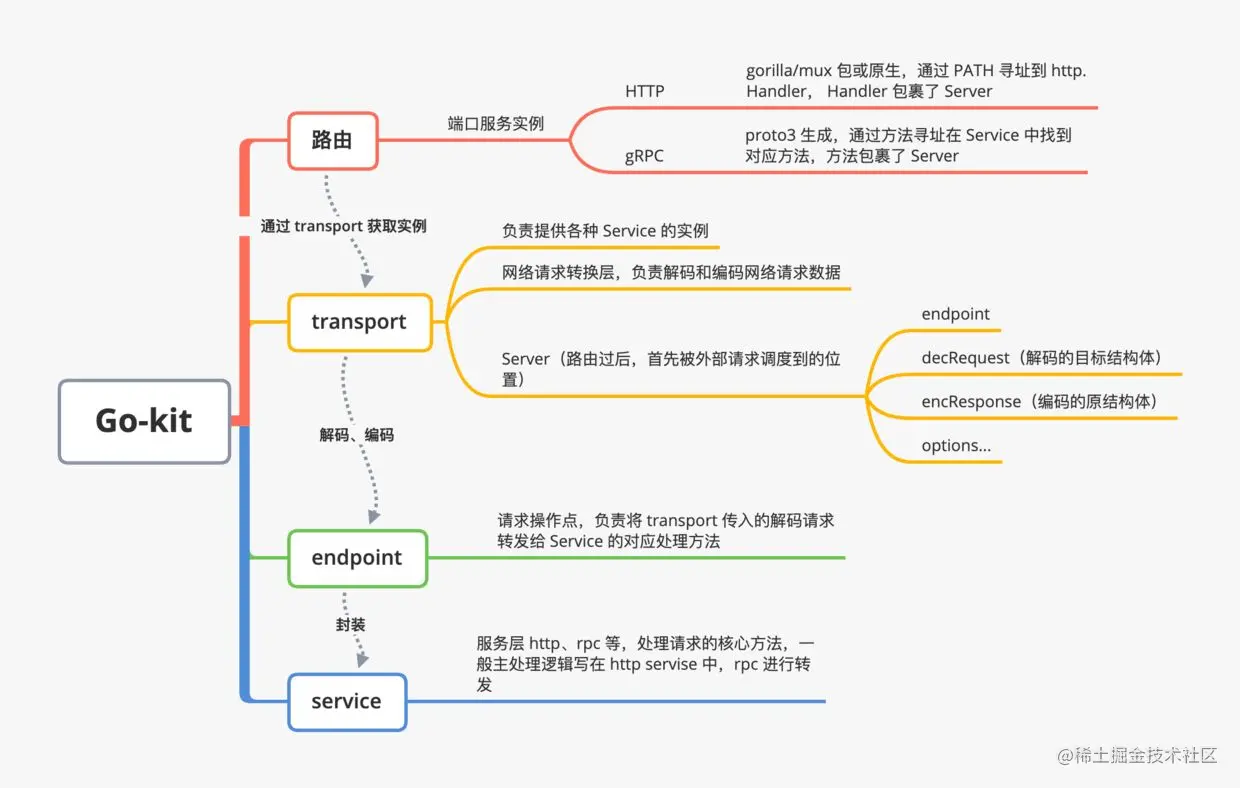 gorilla/mux 包或原生，通过 PATH 寻址到 http.
HTTP
Handler， Handler 包裹了 Server
路由
端口服务实例
proto3 生成，通过方法寻址在 Service 中找到
gRPC
对应方法，方法包裹了 Server
通过 transport 获取实例
负责提供各种 Service 的实例
网络请求转换层，负责解码和编码网络请求数据
transport
Server（路由过后，首先被外部请求调度到的位
置）
endpoint
decRequest（解码的目标结构体）
encResponse（编码的原结构体）
options...
Go-kit
解码、编码
请求操作点，负责将 transport 传入的解码请求
转发给 Service 的对应处理方法
endpoint
封装
服务层 http、rpc 等，处理请求的核心方法，一
般主处理逻辑写在 http servise 中，rpc 进行转
发
service
@稀土掘金技术社区